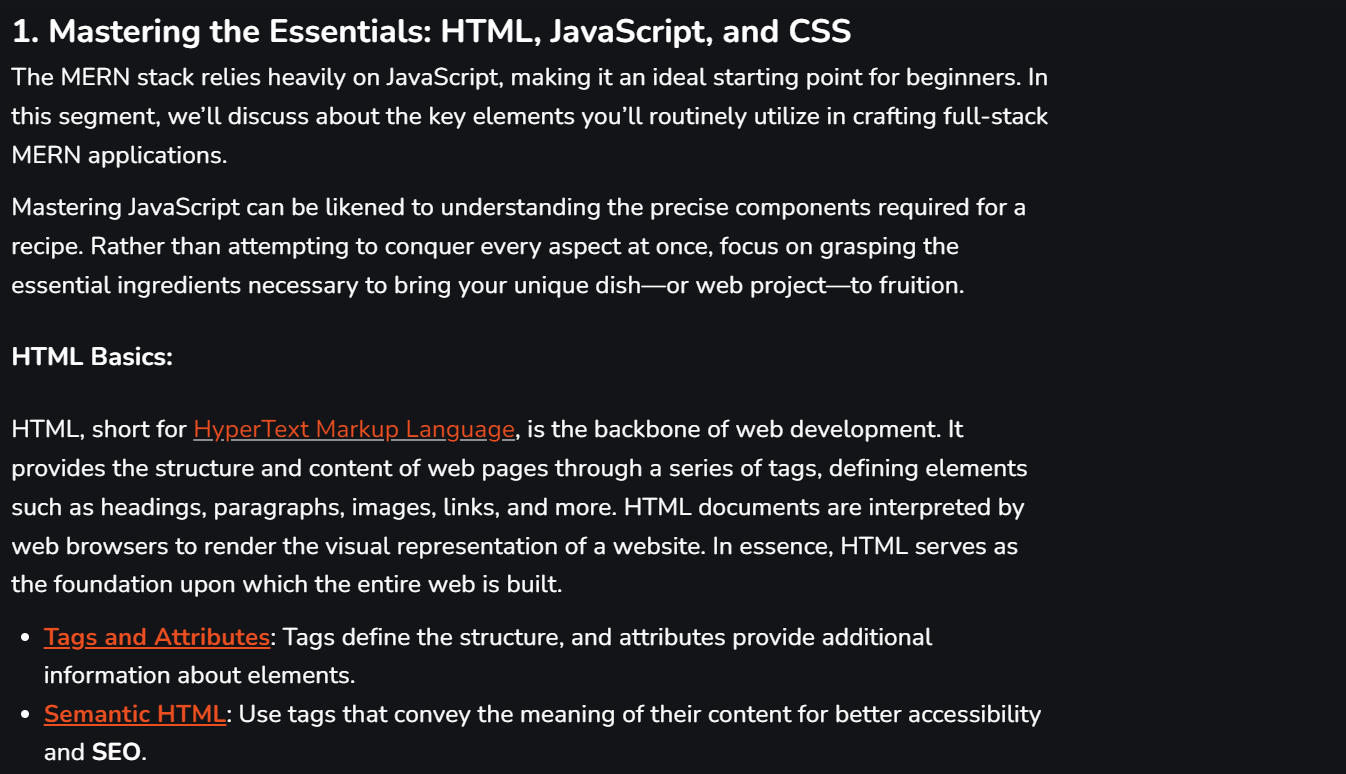 1. Mastering the Essentials: HTML, JavaScript, and CSS
The MERN stack relies heavily on JavaScript, making it an ideal starting point for beginners. In
this segment, we’ll discuss about the key elements you’ll routinely utilize in crafting full-stack
MERN applications.
Mastering JavaScript can be likened to understanding the precise components required for a
recipe. Rather than attempting to conquer every aspect at once, focus on grasping the
essential ingredients necessary to bring your unique dish—or web project—to fruition.
HTML Basics:
HTML, short for HyperText Markup Language, is the backbone of web development. It
provides the structure and content of web pages through a series of tags, defining elements
such as headings, paragraphs, images, links, and more. HTML documents are interpreted by
web browsers to render the visual representation of a website. In essence, HTML serves as
the foundation upon which the entire web is built.
• Tags and Attributes: Tags define the structure, and attributes provide additional
information about elements.
• Semantic HTML: Use tags that convey the meaning of their content for better accessibility
and SEO.